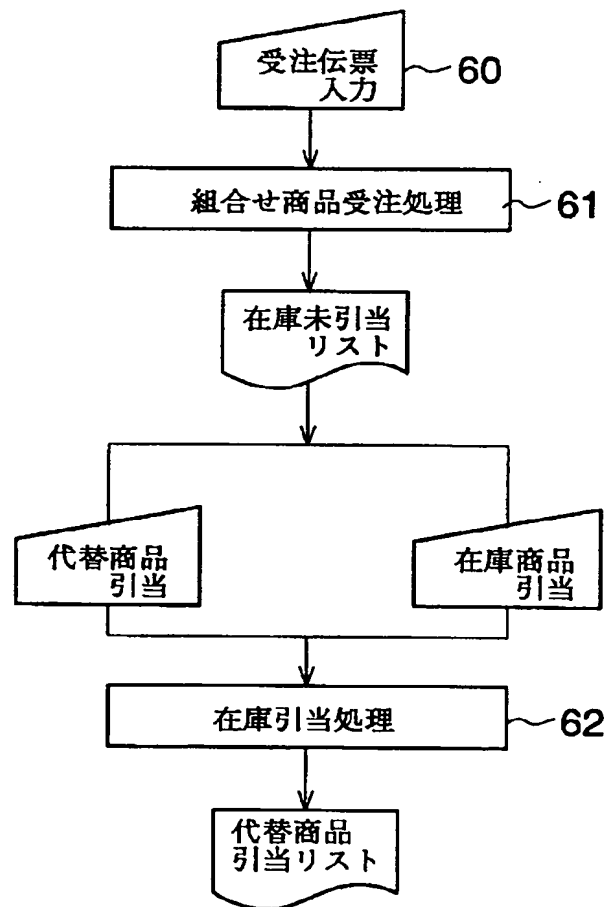 受注伝票
入力
60
組合せ商品受注処理
61
在庫未引当
リスト
代替商品
引当
在庫商品
引当
在庫引当処理
62
代替商品
引当リスト